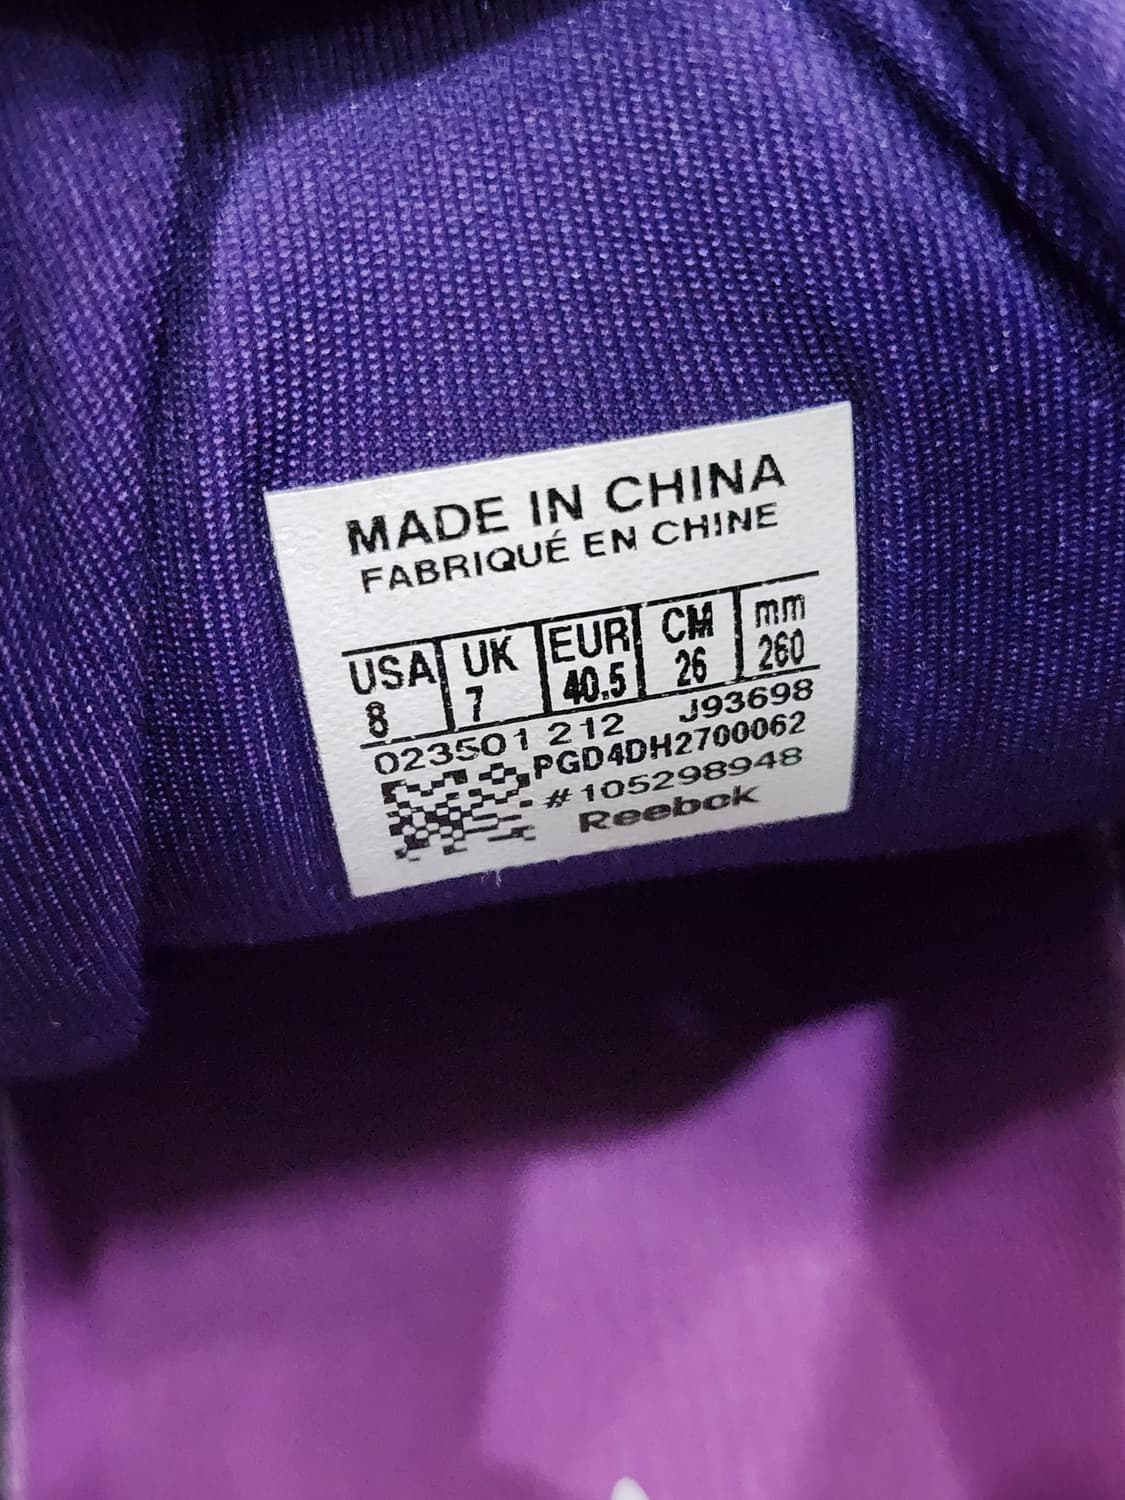 MADE IN CHINA
FABRIQUÉ EN CHINE
USA UK EUR CM mm
8 7 40.5 26 260
023501 212 J93698
PGD4DH2700062
#105298948
Reebok